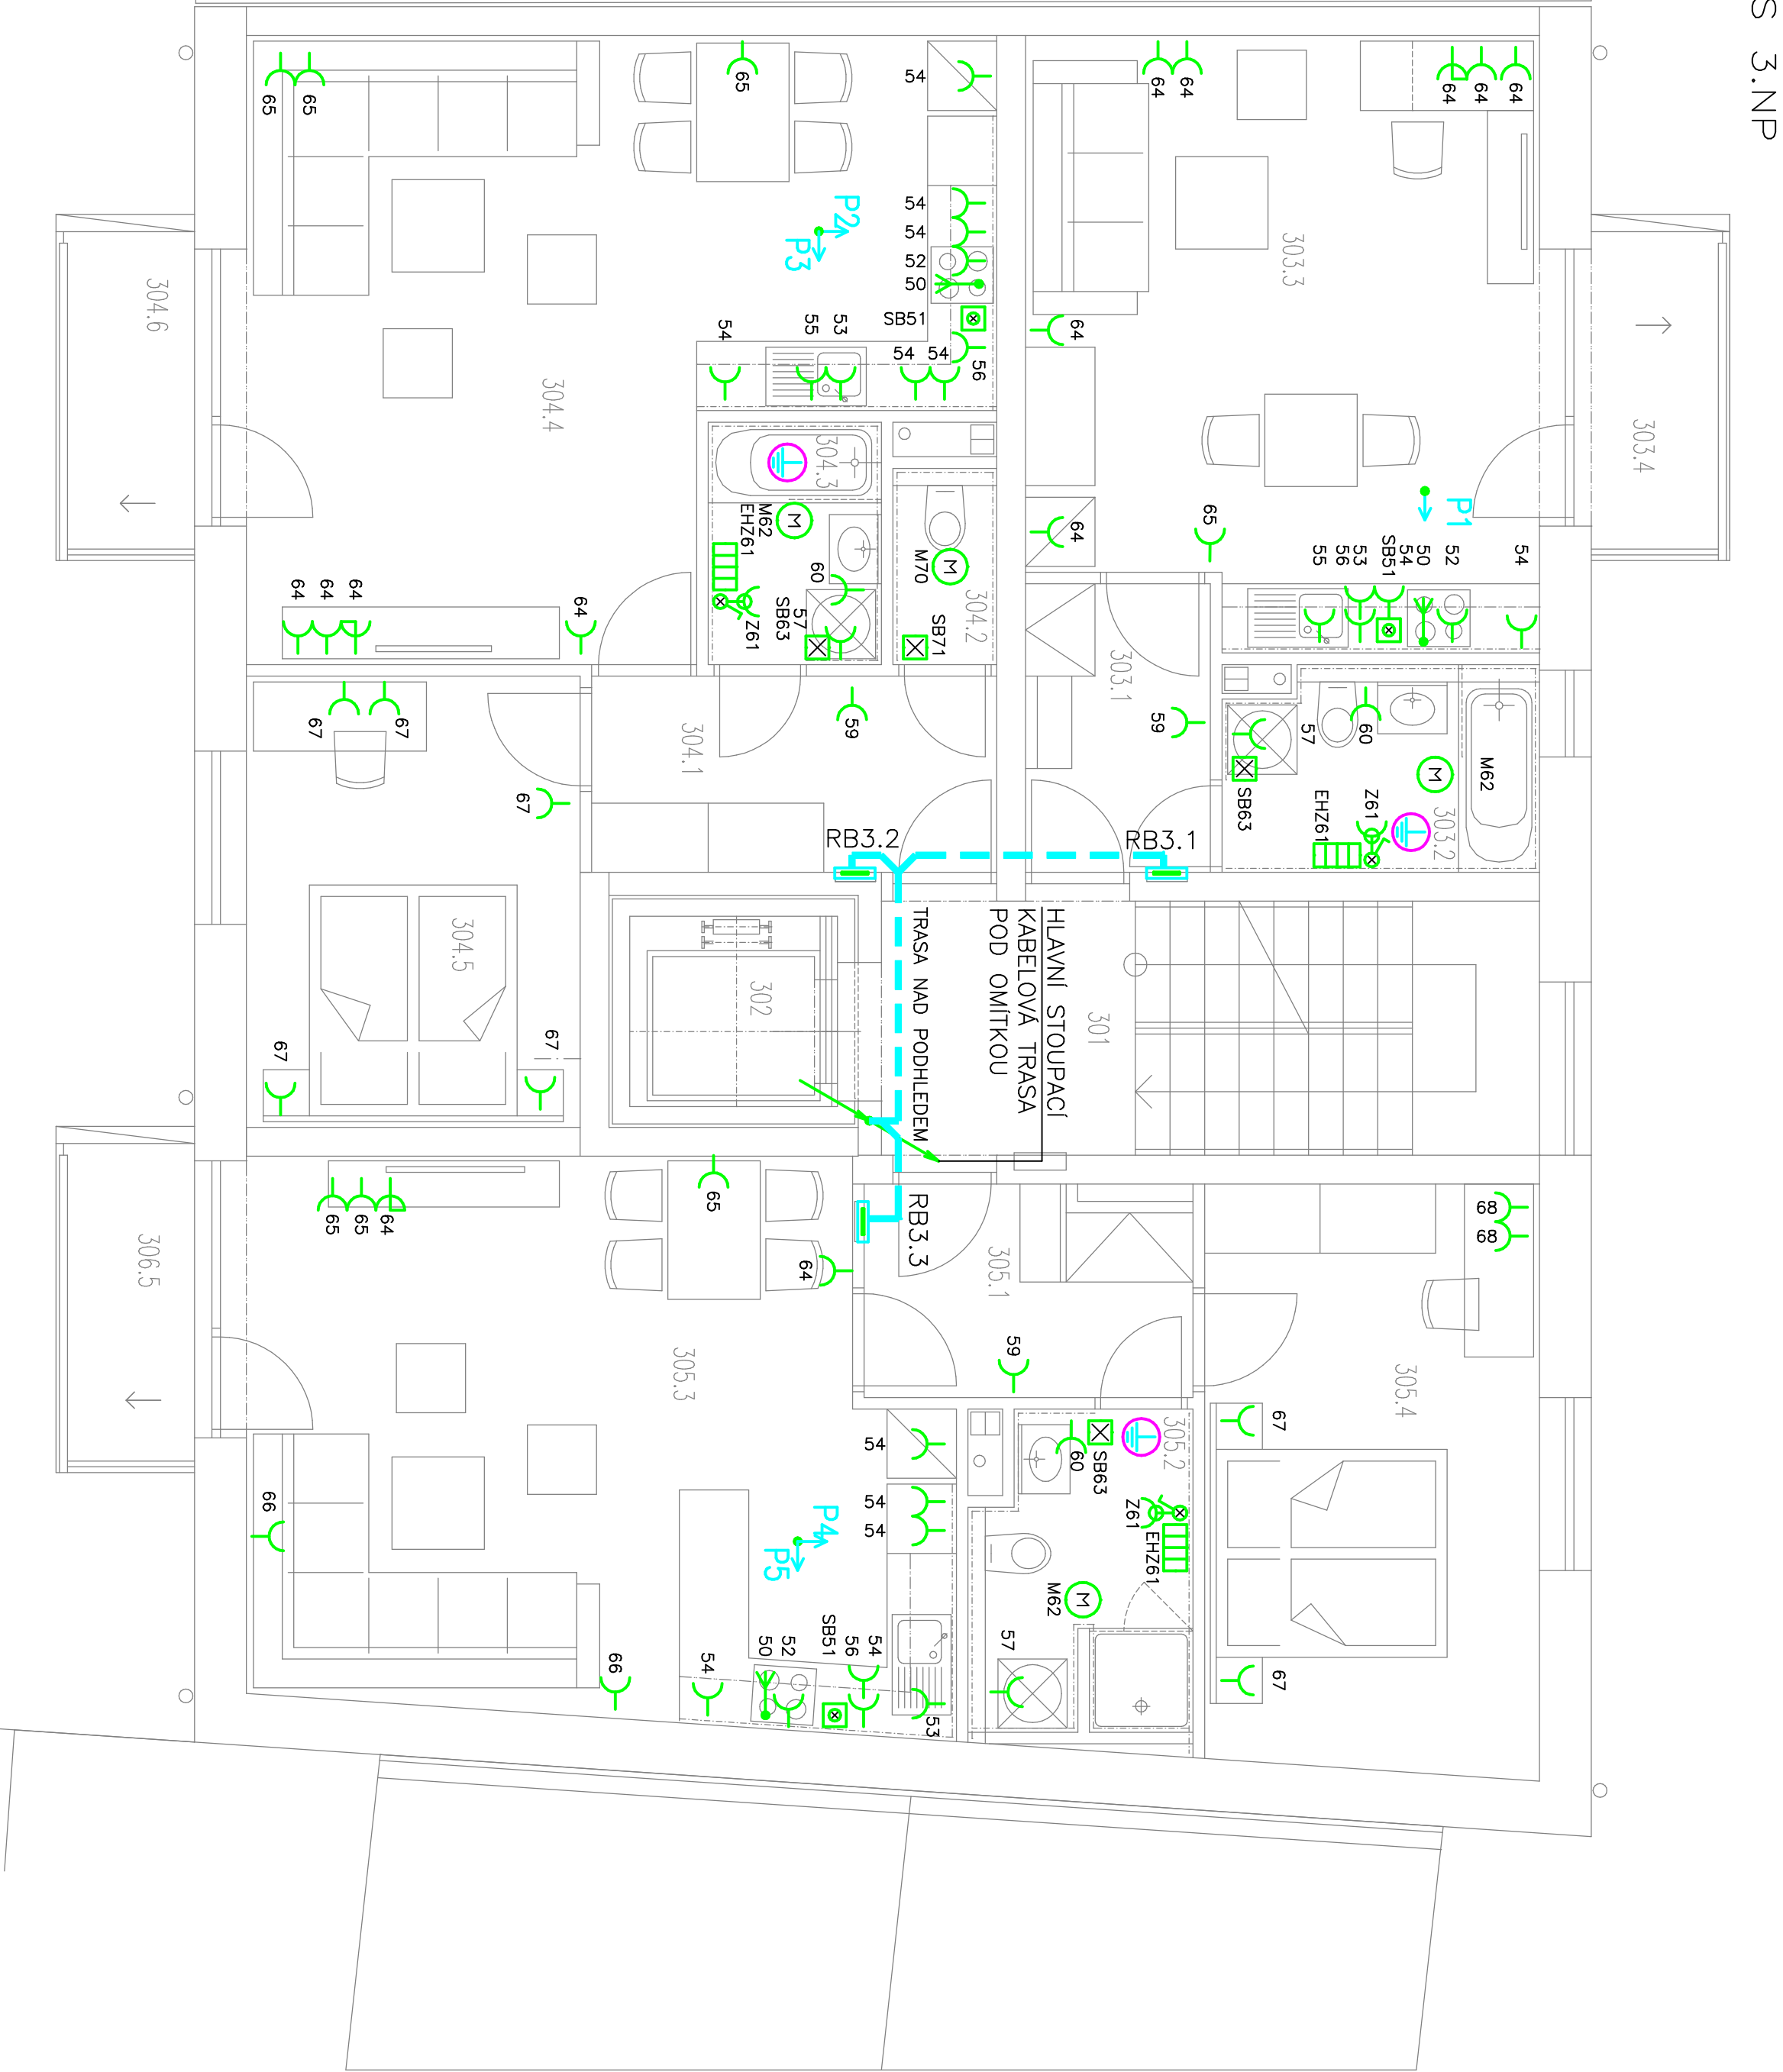 S 3.NP
64
64
64
64
64
303.3
303.4
64
64
65
P1
54
52
50
54
SB51
53
56
55
303.1
59
57
60
M
M62
SB63
EHZ61
Z61
303.2
RB3.1
65
65
65
54
P2
P3
54
54
52
50
SB51
56
54
54
53
55
54
304.6
304.4
304.3
M
M62
EHZ61
60
57
SB63
Z61
M
M70
304.2
SB71
64
64
64
64
67
67
67
304.1
59
RB3.2
304.5
67
67
302
301
HLAVNÍ STOUPACÍ
KABELOVÁ TRASA
POD OMÍTKOU
TRASA NAD PODHLEDEM
RB3.3
65
65
65
64
64
306.5
305.3
305.1
59
68
68
305.4
67
67
305.2
60
SB63
Z61
EHZ61
M
M62
57
54
54
54
P4
P5
SB51
56
54
50
52
54
53
66
66